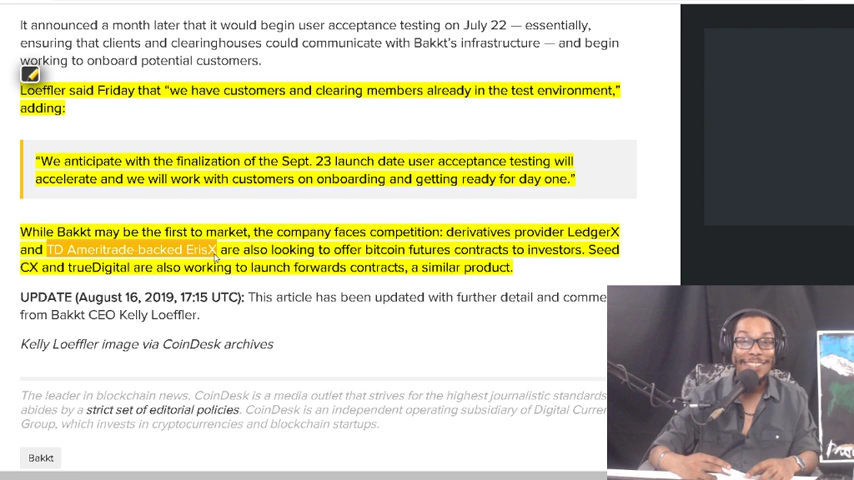 It announced a month later that it would begin user acceptance testing on July 22 — essentially,
ensuring that clients and clearinghouses could communicate with Bakkt's infrastructure — and begin
working to onboard potential customers.
Loeffler said Friday that “we have customers and clearing members already in the test environment,”
adding:
“We anticipate with the finalization of the Sept. 23 launch date user acceptance testing will
accelerate and we will work with customers on onboarding and getting ready for day one.”
While Bakkt may be the first to market, the company faces competition: derivatives provider LedgerX
and TD Ameritrade-backed ErisX are also looking to offer bitcoin futures contracts to investors. Seed
CX and trueDigital are also working to launch forwards contracts, a similar product.
UPDATE (August 16, 2019, 17:15 UTC): This article has been updated with further detail and comme
from Bakkt CEO Kelly Loeffler.
Kelly Loeffler image via CoinDesk archives
The leader in blockchain news, CoinDesk is a media outlet that strives for the highest journalistic standards
abides by a strict set of editorial policies. CoinDesk is an independent operating subsidiary of Digital Curre
Group, which invests in cryptocurrencies and blockchain startups.
Bakkt